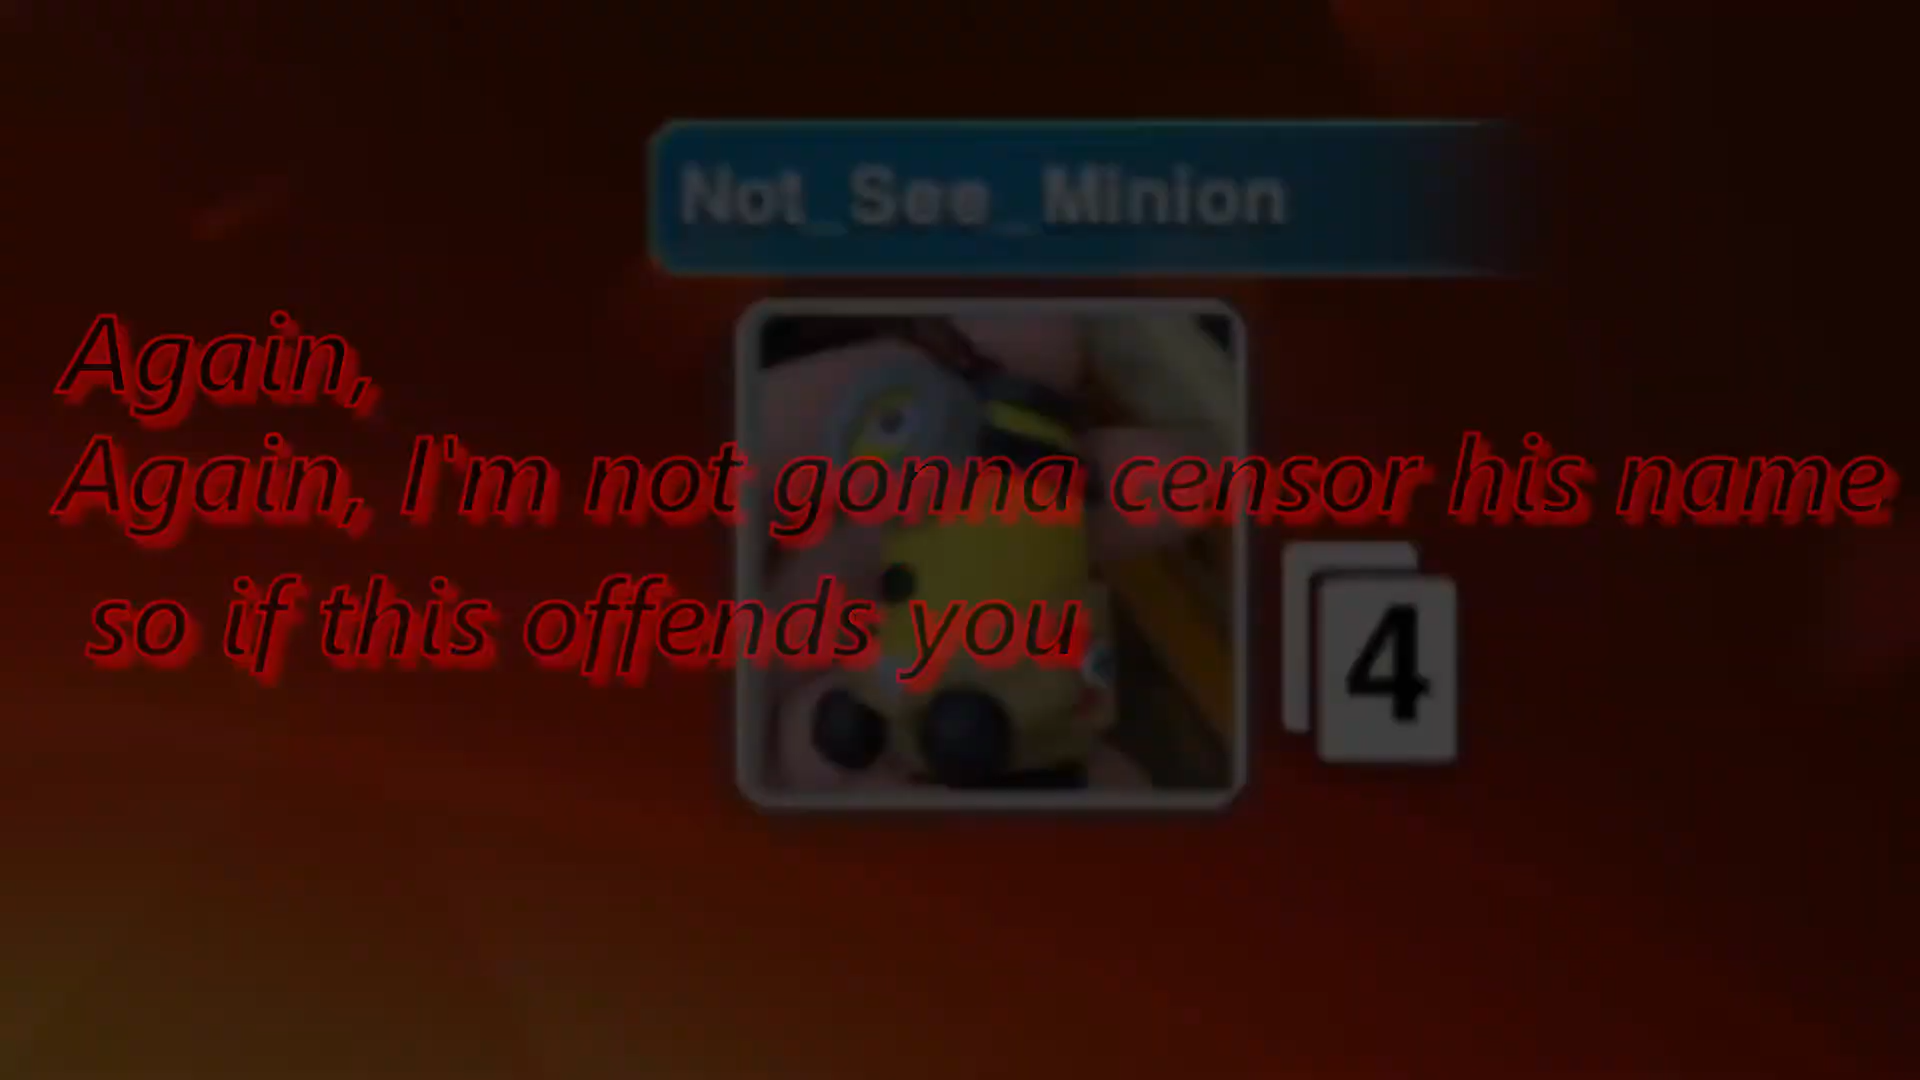 Not_See_Minion
Again,
Again, I'm not gonna censor his name
so if this offends you
4